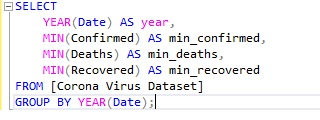 SELECT
YEAR(Date) AS year,
MIN(Confirmed) AS min_confirmed,
MIN(Deaths) AS min_deaths,
MIN(Recovered) AS min_recovered
FROM [Corona Virus Dataset]
GROUP BY YEAR(Date);